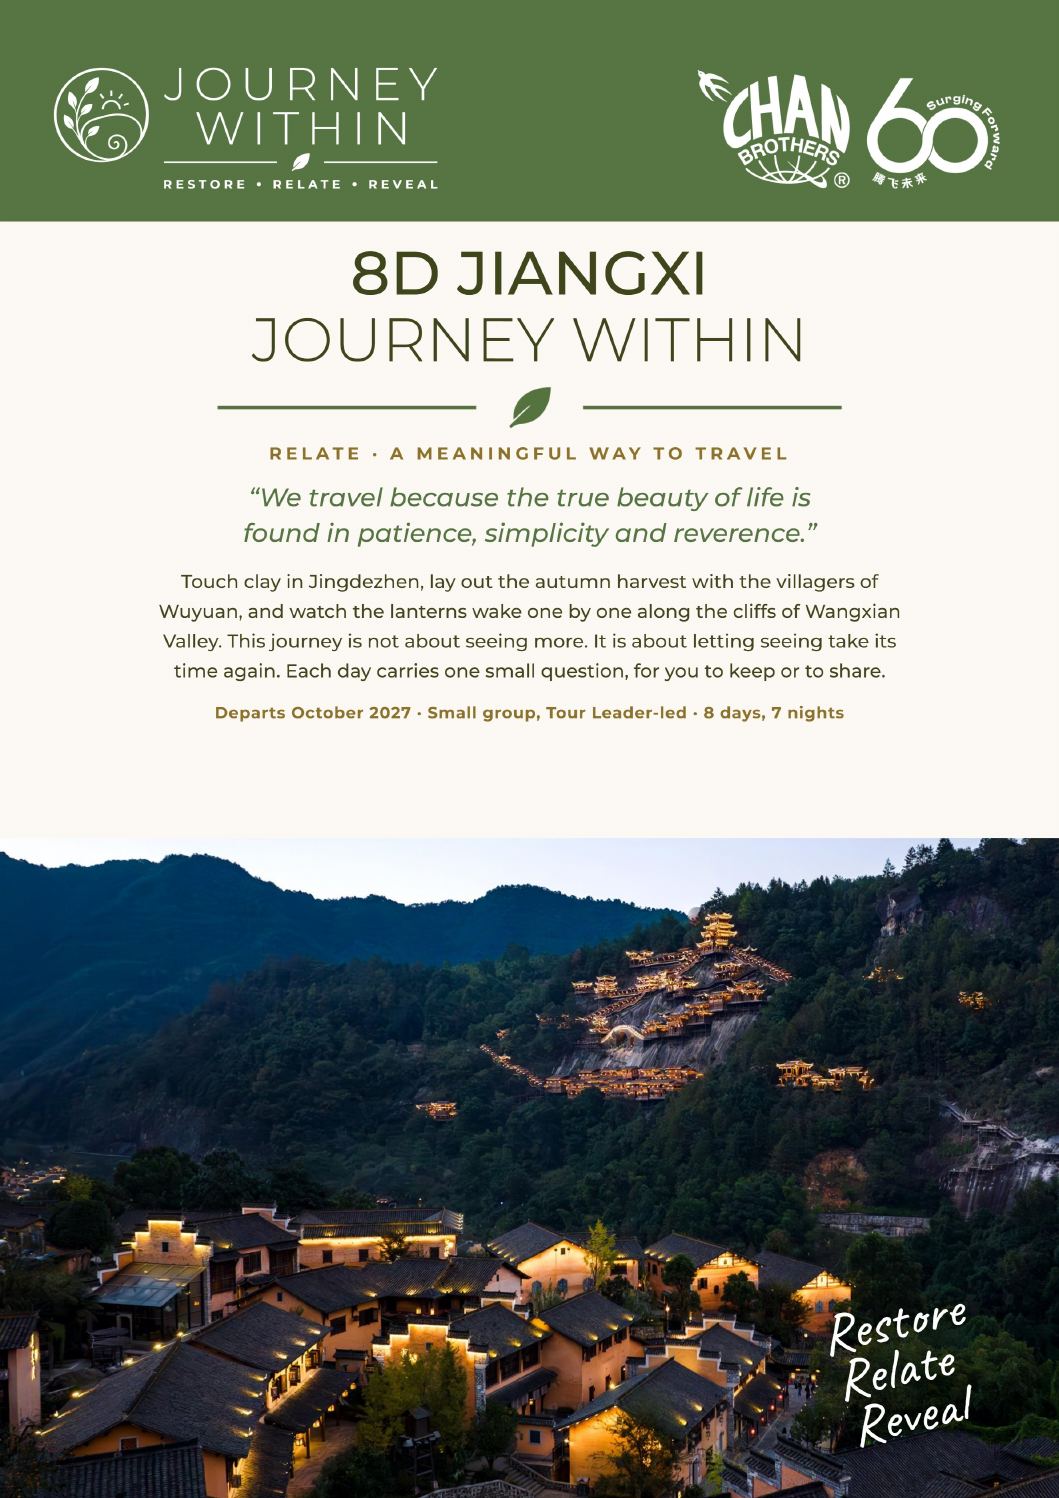 JOURNEY
WITHIN
RESTORE • RELATE • REVEAL
CHAN
BROTHERS
®
60
Surging Forward
腾飞未来
8D JIANGXI
JOURNEY WITHIN
RELATE · A MEANINGFUL WAY TO TRAVEL
“We travel because the true beauty of life is
found in patience, simplicity and reverence.”
Touch clay in Jingdezhen, lay out the autumn harvest with the villagers of
Wuyuan, and watch the lanterns wake one by one along the cliffs of Wangxian
Valley. This journey is not about seeing more. It is about letting seeing take its
time again. Each day carries one small question, for you to keep or to share.
Departs October 2027 · Small group, Tour Leader-led · 8 days, 7 nights
Restore
Relate
Reveal